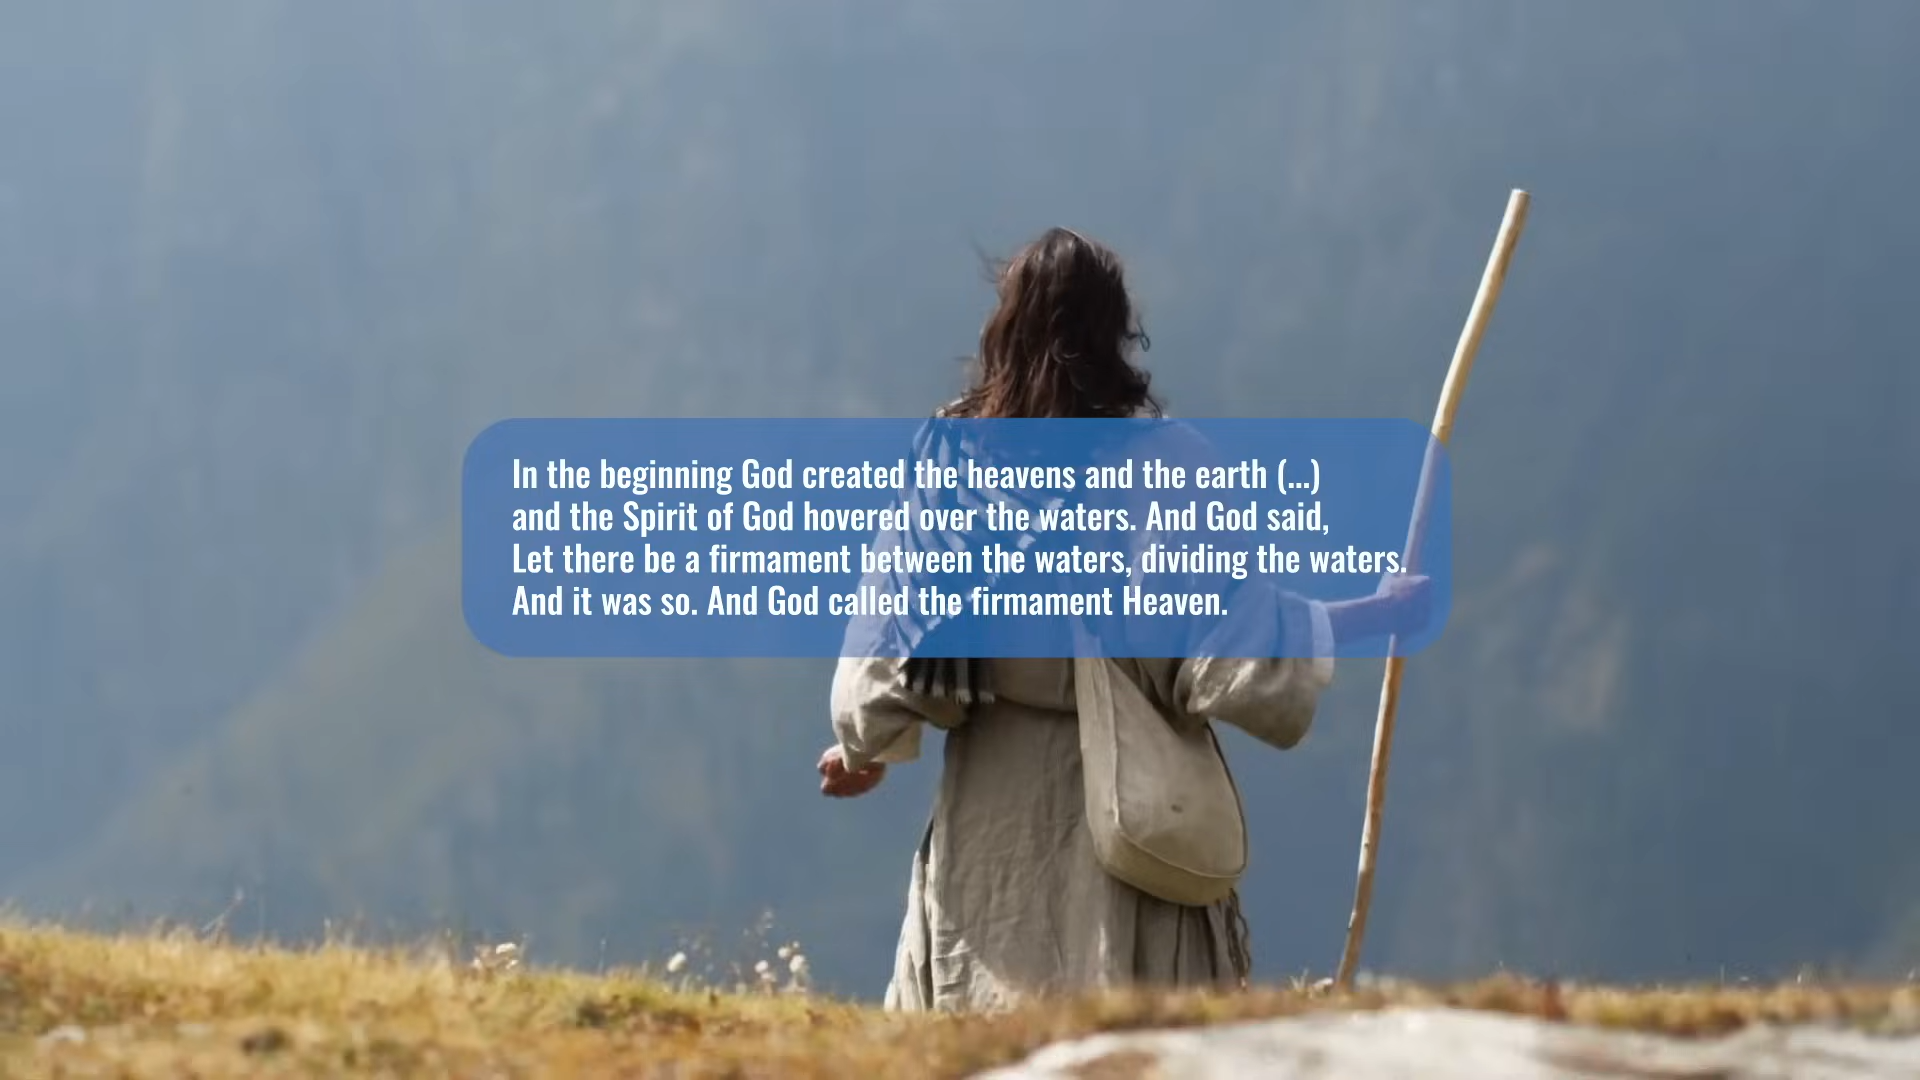 In the beginning God created the heavens and the earth (...)
and the Spirit of God hovered over the waters. And God said,
Let there be a firmament between the waters, dividing the waters.
And it was so. And God called the firmament Heaven.